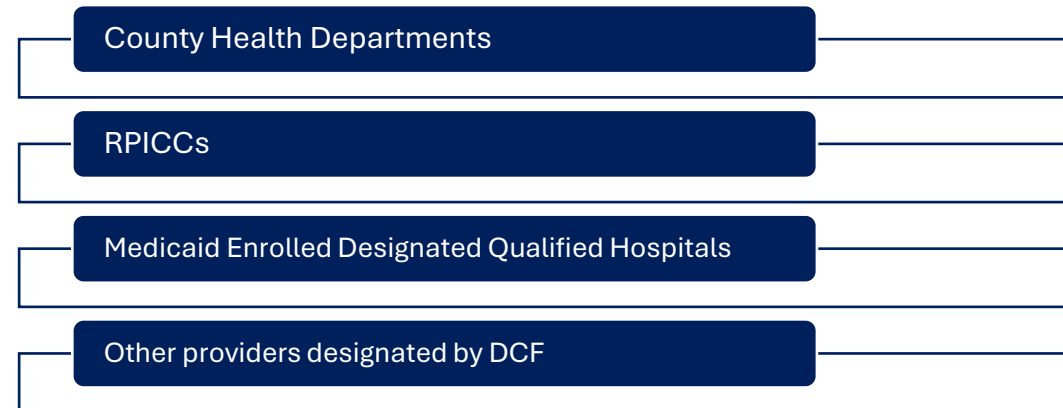 County Health Departments
RPICCs
Medicaid Enrolled Designated Qualified Hospitals
Other providers designated by DCF